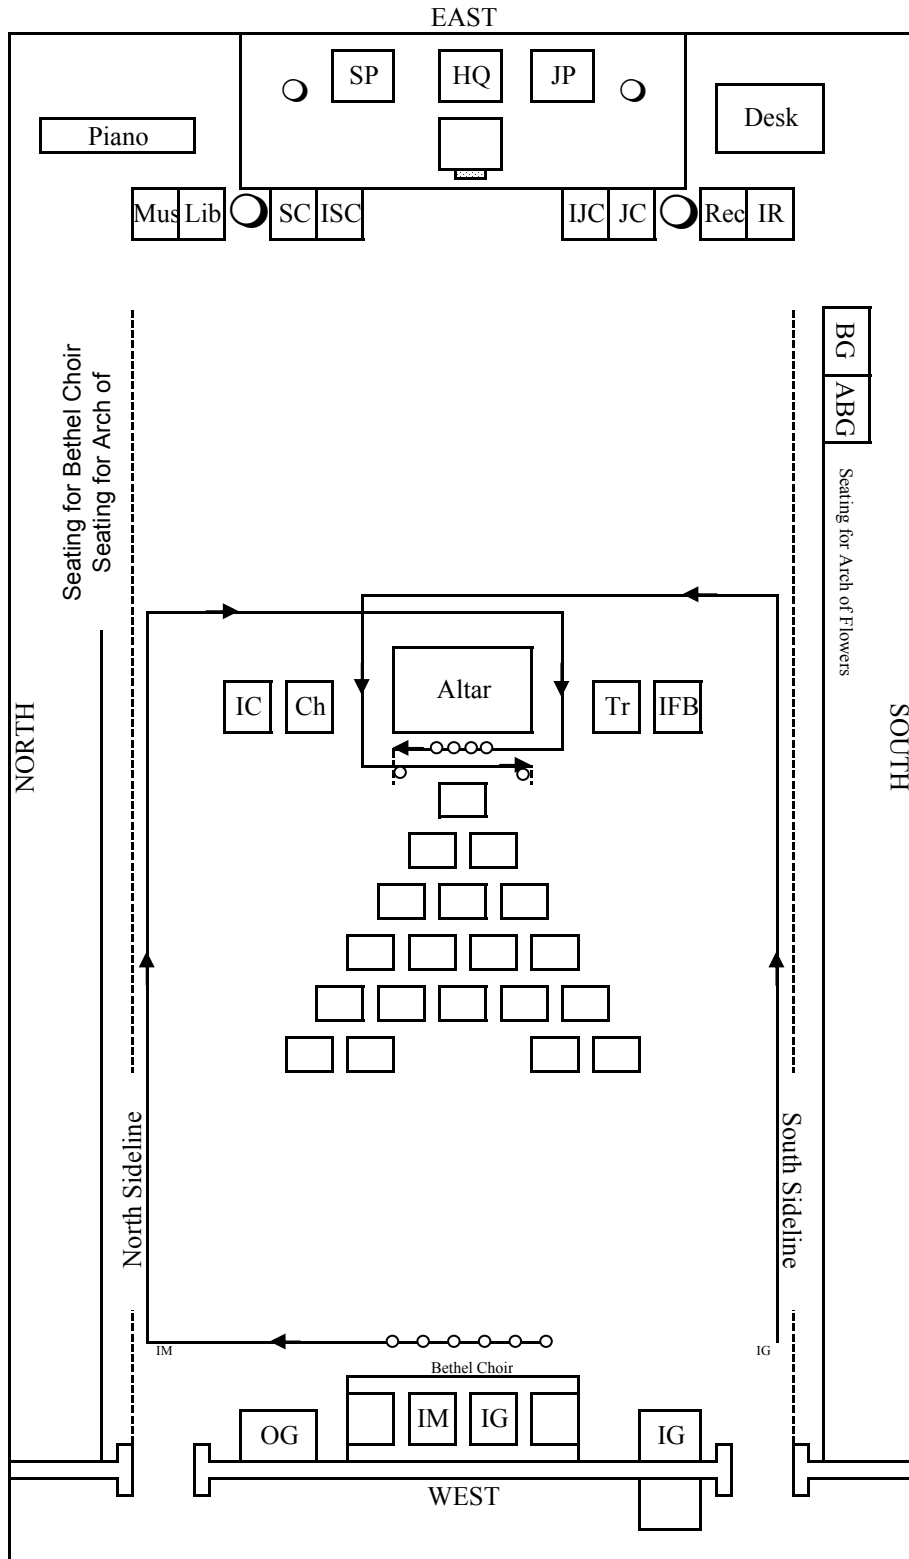 EAST
SP
HQ
JP
Piano
Desk
Mus
Lib
SC
ISC
IJC
JC
Rec
IR
BG
ABG
Seating for Bethel Choir
Seating for Arch of
Seating for Arch of Flowers
Altar
IC
Ch
Tr
IFB
NORTH
SOUTH
North Sideline
South Sideline
IM
IG
Bethel Choir
OG
IM
IG
IG
WEST